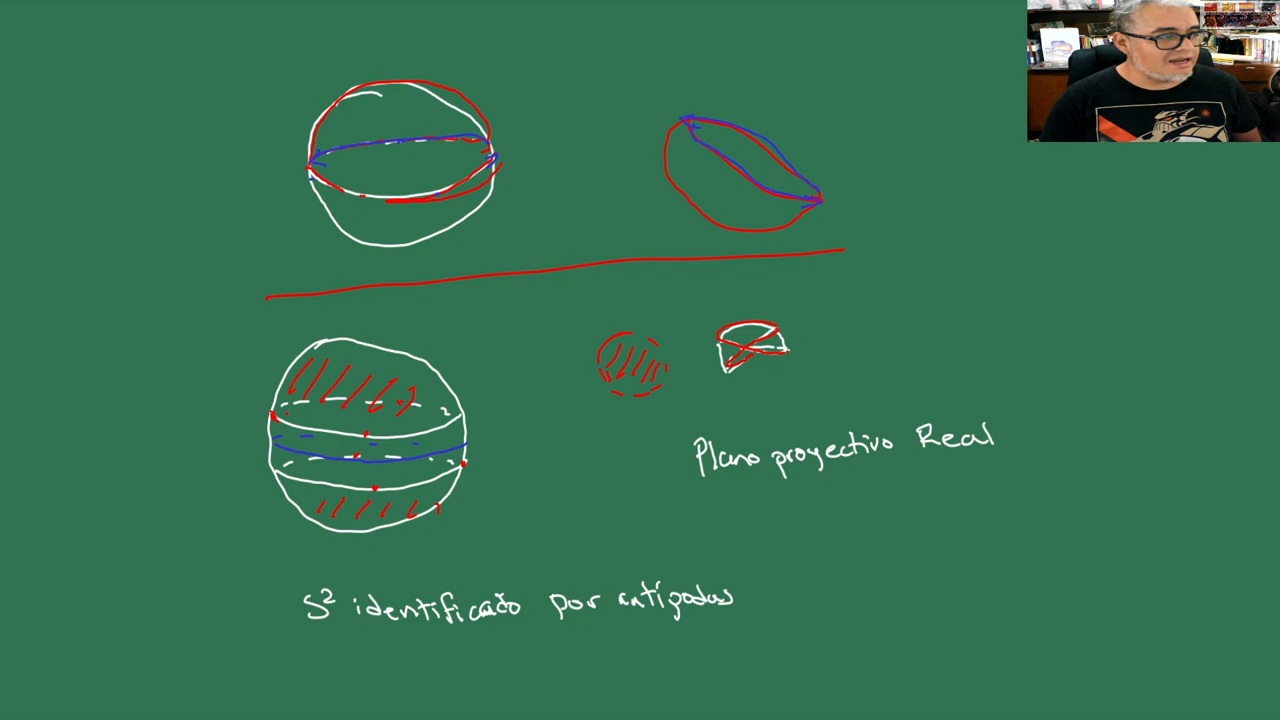 Plano proyectivo Real
S² identificado por antípodas